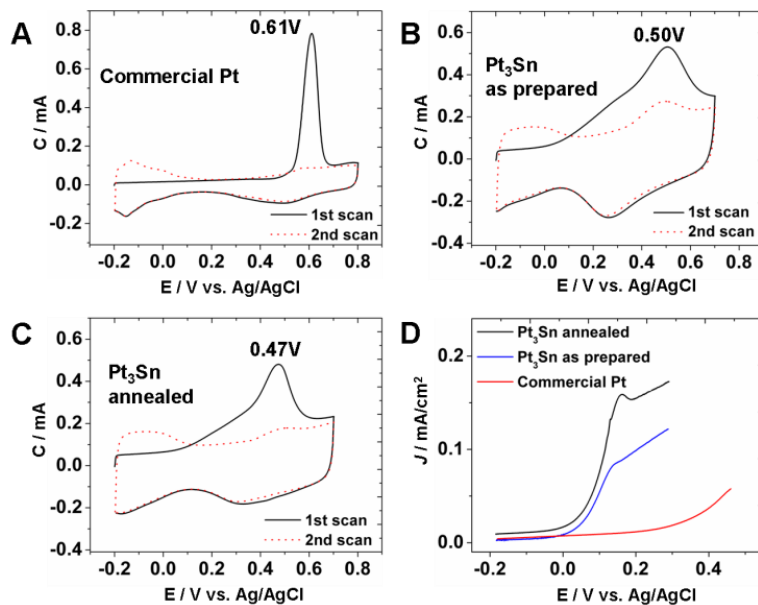 A
0.61V
Commercial Pt
C / mA
0.8
0.6
0.4
0.2
0.0
-0.2
1st scan
2nd scan
-0.2 0.0 0.2 0.4 0.6 0.8
E / V vs. Ag/AgCl
B
0.50V
Pt₃Sn
as prepared
C / mA
0.8
0.6
0.4
0.2
0.0
-0.2
-0.4
1st scan
2nd scan
-0.2 0.0 0.2 0.4 0.6 0.8
E / V vs. Ag/AgCl
C
0.47V
Pt₃Sn
annealed
C / mA
0.6
0.4
0.2
0.0
-0.2
-0.4
1st scan
2nd scan
-0.2 0.0 0.2 0.4 0.6 0.8
E / V vs. Ag/AgCl
D
Pt₃Sn annealed
Pt₃Sn as prepared
Commercial Pt
J / mA/cm²
0.2
0.1
0.0
-0.2 0.0 0.2 0.4
E / V vs. Ag/AgCl